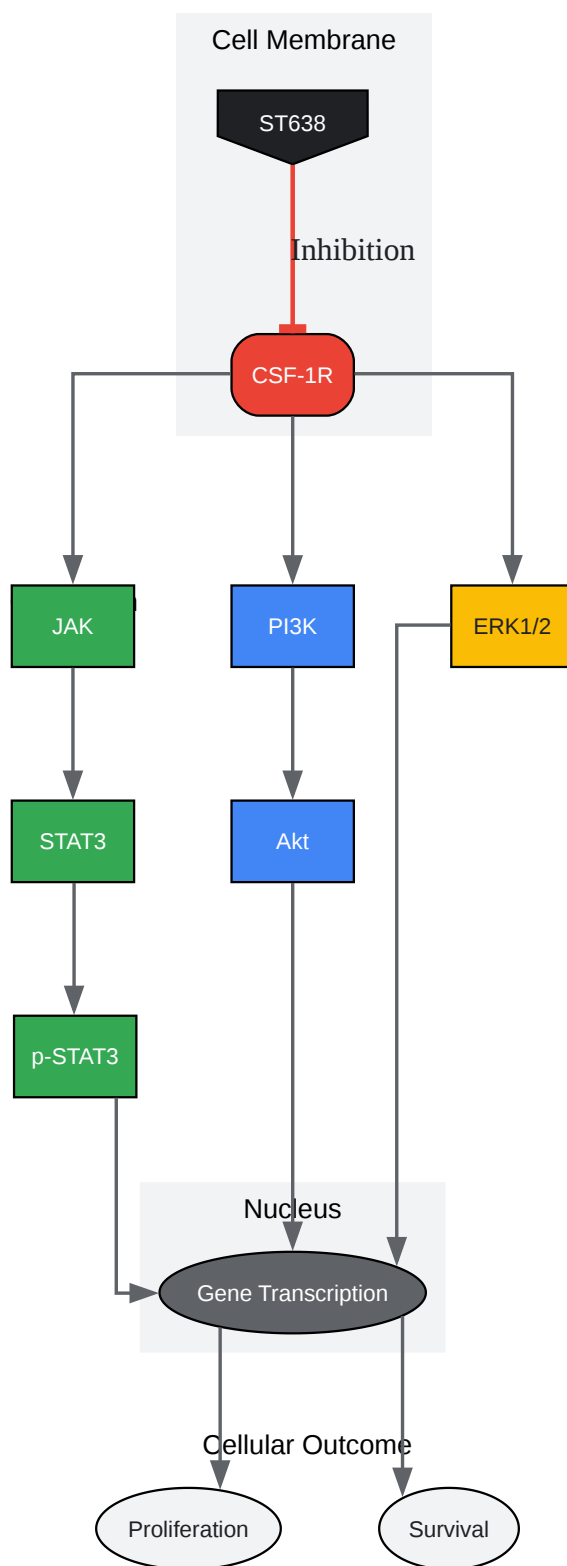 Cell Membrane
ST638
Inhibition
CSF-1R
JAK
PI3K
ERK1/2
STAT3
Akt
p-STAT3
Nucleus
Gene Transcription
Cellular Outcome
Proliferation
Survival